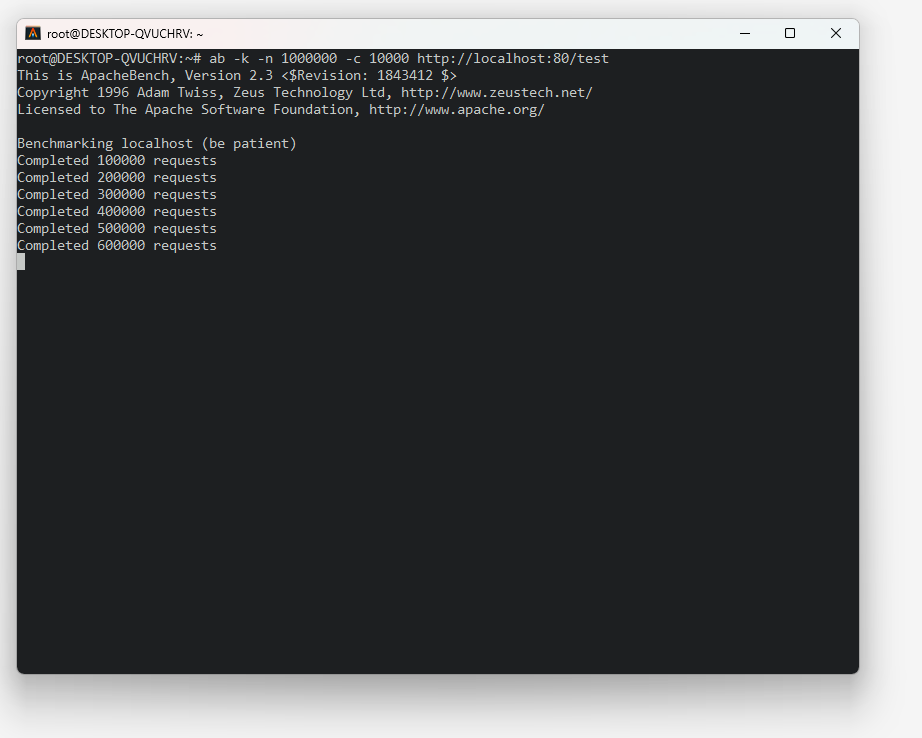 root@DESKTOP-QVUCHRV: ~
root@DESKTOP-QVUCHRV:~# ab -k -n 1000000 -c 10000 http://localhost:80/test
This is ApacheBench, Version 2.3 <$Revision: 1843412 $>
Copyright 1996 Adam Twiss, Zeus Technology Ltd, http://www.zeustech.net/
Licensed to The Apache Software Foundation, http://www.apache.org/

Benchmarking localhost (be patient)
Completed 100000 requests
Completed 200000 requests
Completed 300000 requests
Completed 400000 requests
Completed 500000 requests
Completed 600000 requests